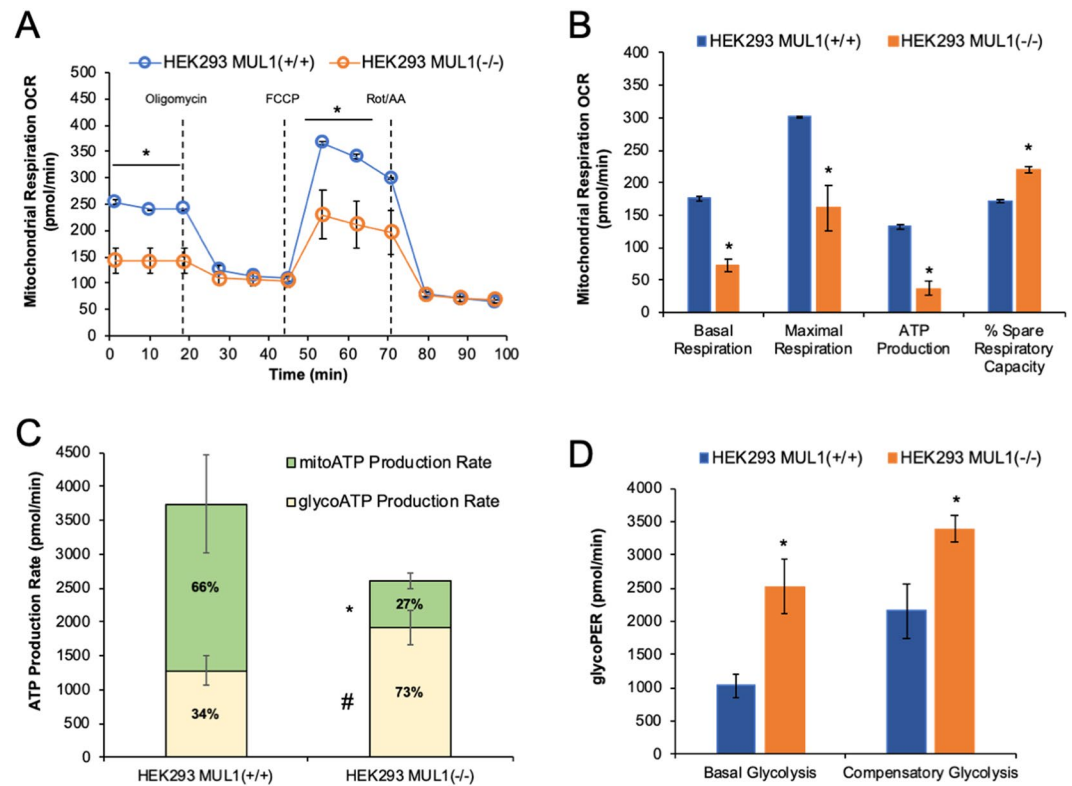 A
HEK293 MUL1(+/+) HEK293 MUL1(-/-)
Mitochondrial Respiration OCR
(pmol/min)
500
450
400
350
300
250
200
150
100
50
0
Oligomycin FCCP Rot/AA
* *
0 10 20 30 40 50 60 70 80 90 100
Time (min)
B
HEK293 MUL1(+/+) HEK293 MUL1(-/-)
Mitochondrial Respiration OCR
(pmol/min)
400
350
300
250
200
150
100
50
0
* * * *
Basal
Respiration
Maximal
Respiration
ATP
Production
% Spare
Respiratory
Capacity
C
ATP Production Rate (pmol/min)
4500
4000
3500
3000
2500
2000
1500
1000
500
0
mitoATP Production Rate
glycoATP Production Rate
66%
34%
*
#
27%
73%
HEK293 MUL1(+/+) HEK293 MUL1(-/-)
D
HEK293 MUL1(+/+) HEK293 MUL1(-/-)
glycoPER (pmol/min)
4000
3500
3000
2500
2000
1500
1000
500
0
* *
Basal Glycolysis Compensatory Glycolysis